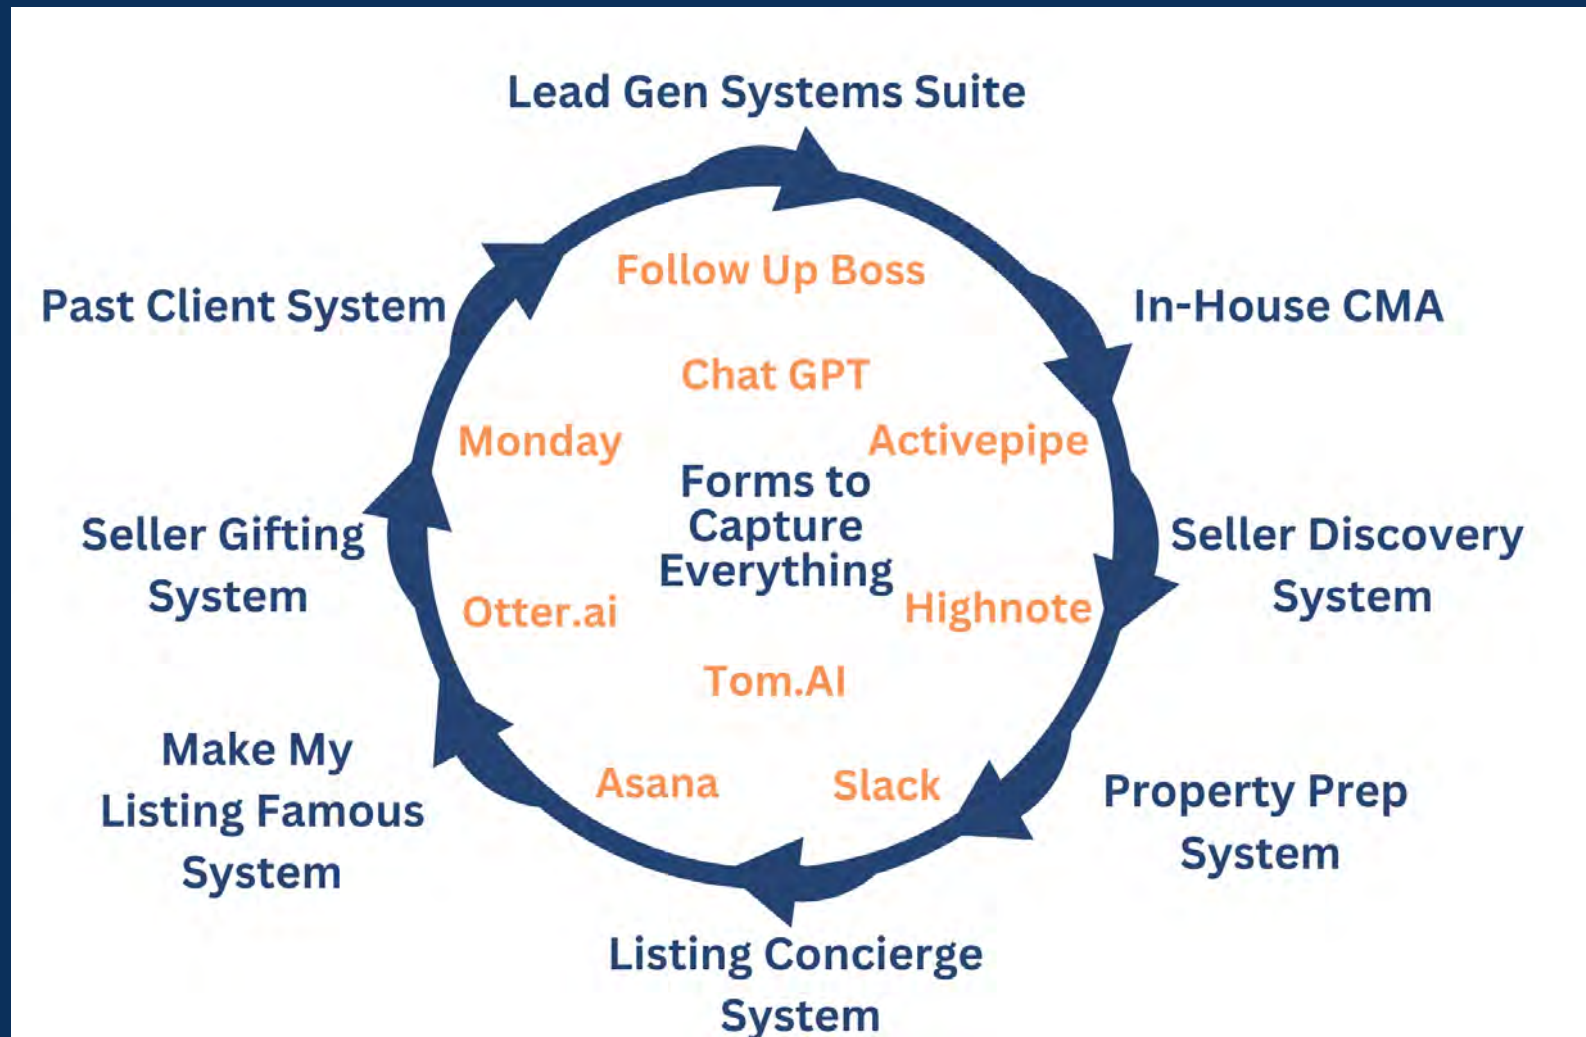 Lead Gen Systems Suite
Follow Up Boss
Past Client System
In-House CMA
Chat GPT
Monday
Activepipe
Forms to
Capture
Everything
Seller Gifting
System
Seller Discovery
System
Otter.ai
Highnote
Tom.AI
Make My
Listing Famous
System
Asana
Slack
Property Prep
System
Listing Concierge
System